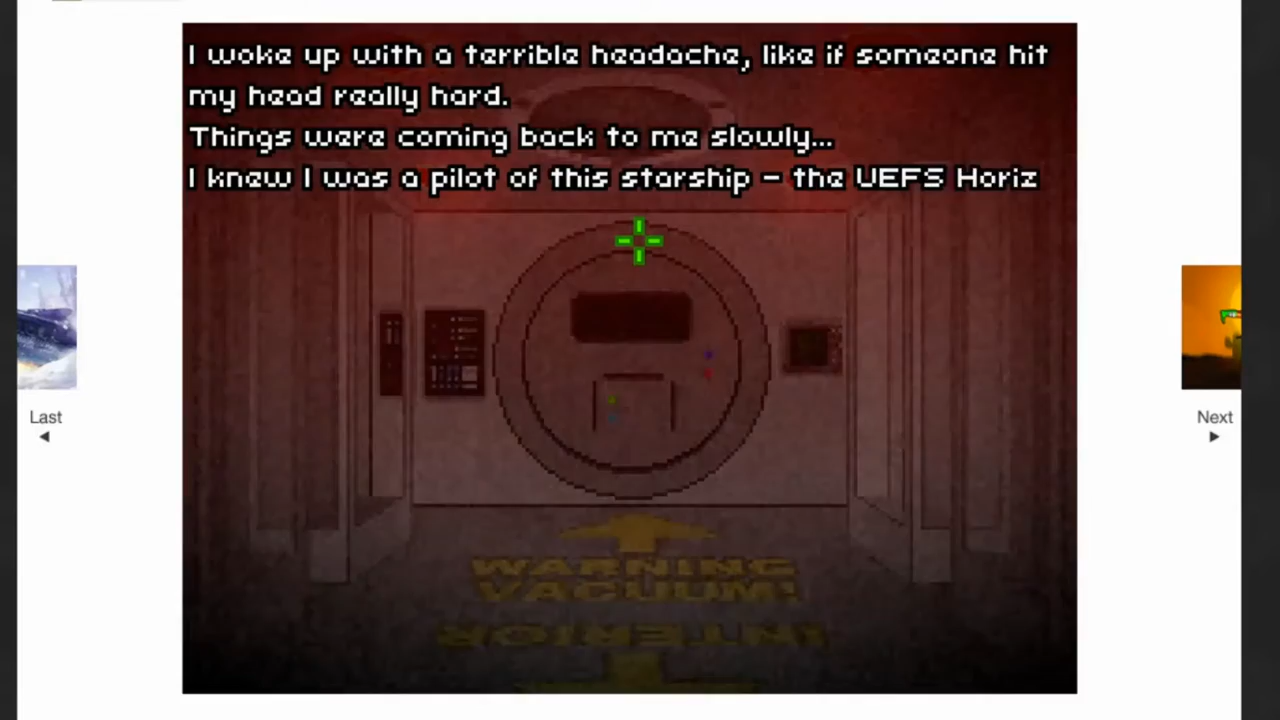 I woke up with a terrible headache, like if someone hit
my head really hard.
Things were coming back to me slowly...
I knew I was a pilot of this starship - the UEFS Horiz
Last
Next
WARNING
VACUUM!
INTERIOR